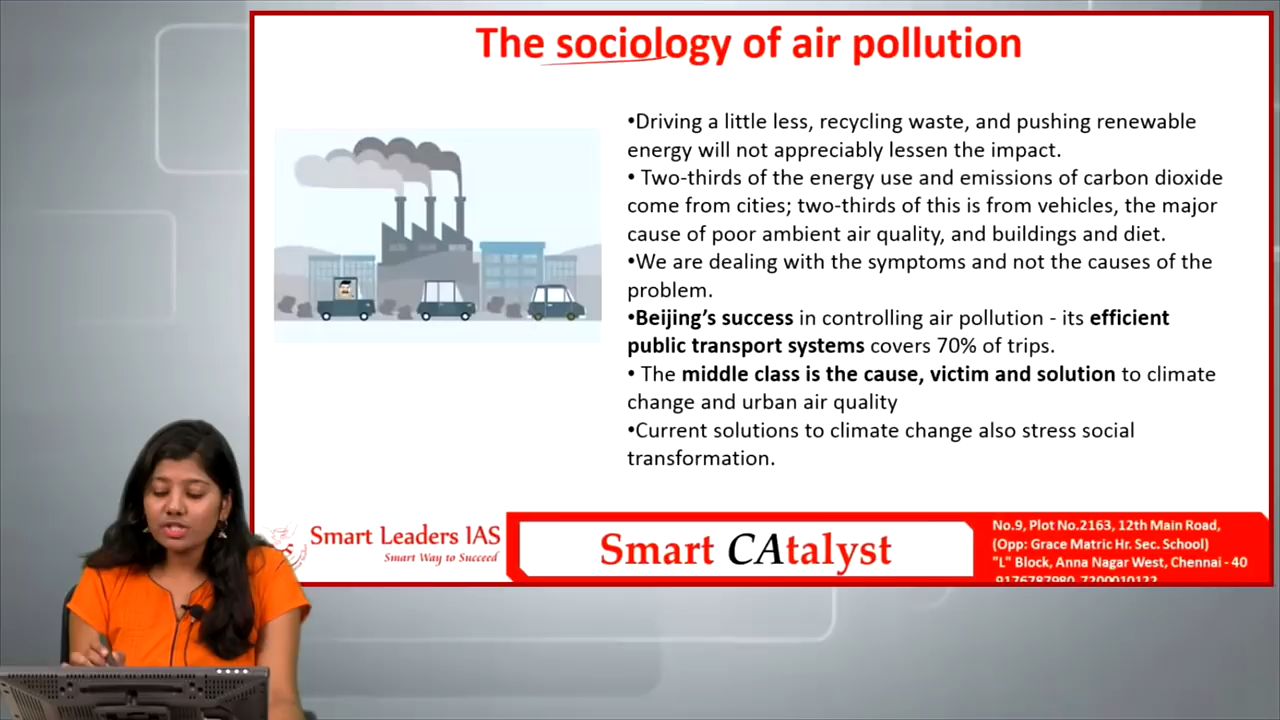 The sociology of air pollution
•Driving a little less, recycling waste, and pushing renewable
energy will not appreciably lessen the impact.
• Two-thirds of the energy use and emissions of carbon dioxide
come from cities; two-thirds of this is from vehicles, the major
cause of poor ambient air quality, and buildings and diet.
•We are dealing with the symptoms and not the causes of the
problem.
•Beijing’s success in controlling air pollution - its efficient
public transport systems covers 70% of trips.
• The middle class is the cause, victim and solution to climate
change and urban air quality
•Current solutions to climate change also stress social
transformation.
Smart Leaders IAS
Smart Way to Succeed
Smart CAtalyst
No.9, Plot No.2163, 12th Main Road,
(Opp: Grace Matric Hr. Sec. School)
"L" Block, Anna Nagar West, Chennai - 40
9176787980, 7200010122